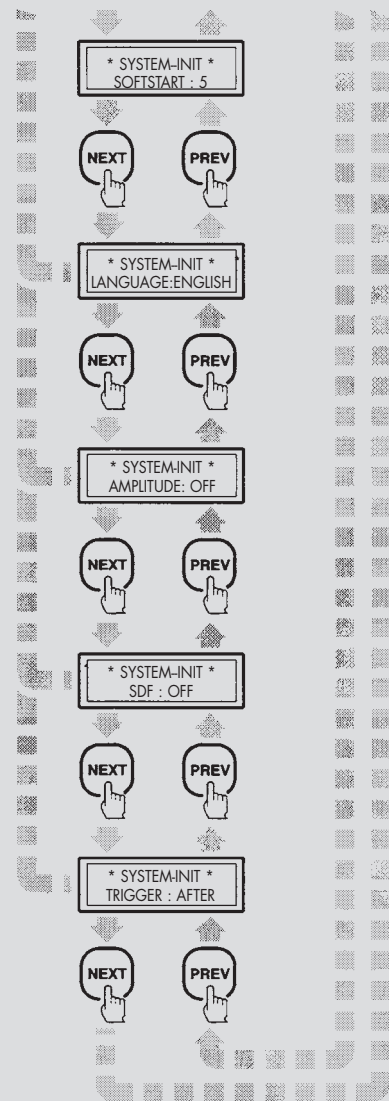 * SYSTEM–INIT *
SOFTSTART : 5
NEXT PREV
* SYSTEM–INIT *
LANGUAGE:ENGLISH
NEXT PREV
* SYSTEM-INIT *
AMPLITUDE: OFF
NEXT PREV
* SYSTEM–INIT *
SDF : OFF
NEXT PREV
* SYSTEM-INIT *
TRIGGER : AFTER
NEXT PREV